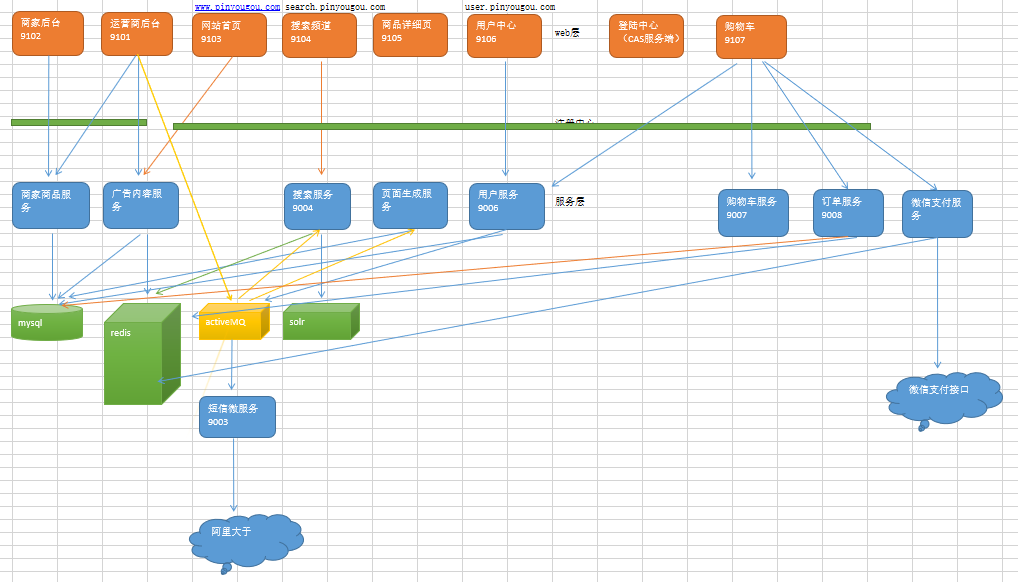 www.pinyougou.com search.pinyougou.com
user.pinyougou.com
商家后台
9102
运营商后台
9101
网站首页
9103
搜索频道
9104
商品详细页
9105
用户中心
9106
web层
登陆中心
（CAS服务端）
购物车
9107
注册中心
商家商品服
务
广告内容服
务
搜索服务
9004
页面生成服
务
用户服务
9006
服务层
购物车服务
9007
订单服务
9008
微信支付服
务
mysql
redis
activeMQ
solr
微信支付接口
短信微服务
9003
阿里大于